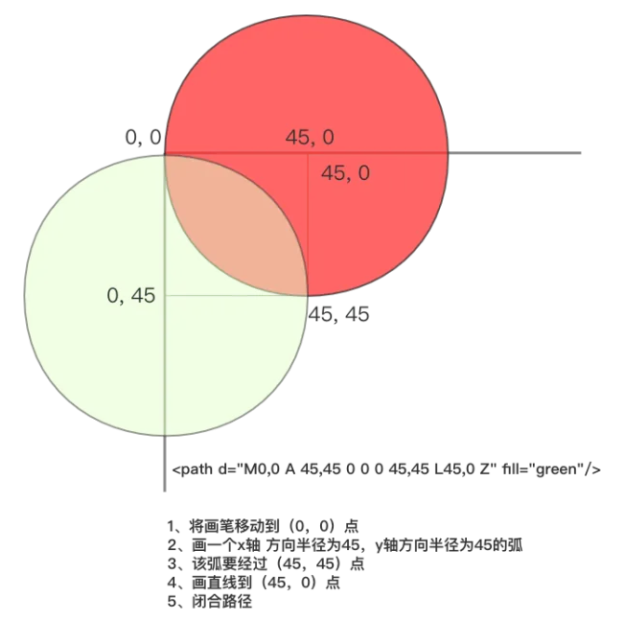 0, 0
45, 0
45, 0
0, 45
45, 45
<path d="M0,0 A 45,45 0 0 0 45,45 L45,0 Z" fill="green"/>
1、将画笔移动到（0，0）点
2、画一个x轴 方向半径为45，y轴方向半径为45的弧
3、该弧要经过（45，45）点
4、画直线到（45，0）点
5、闭合路径